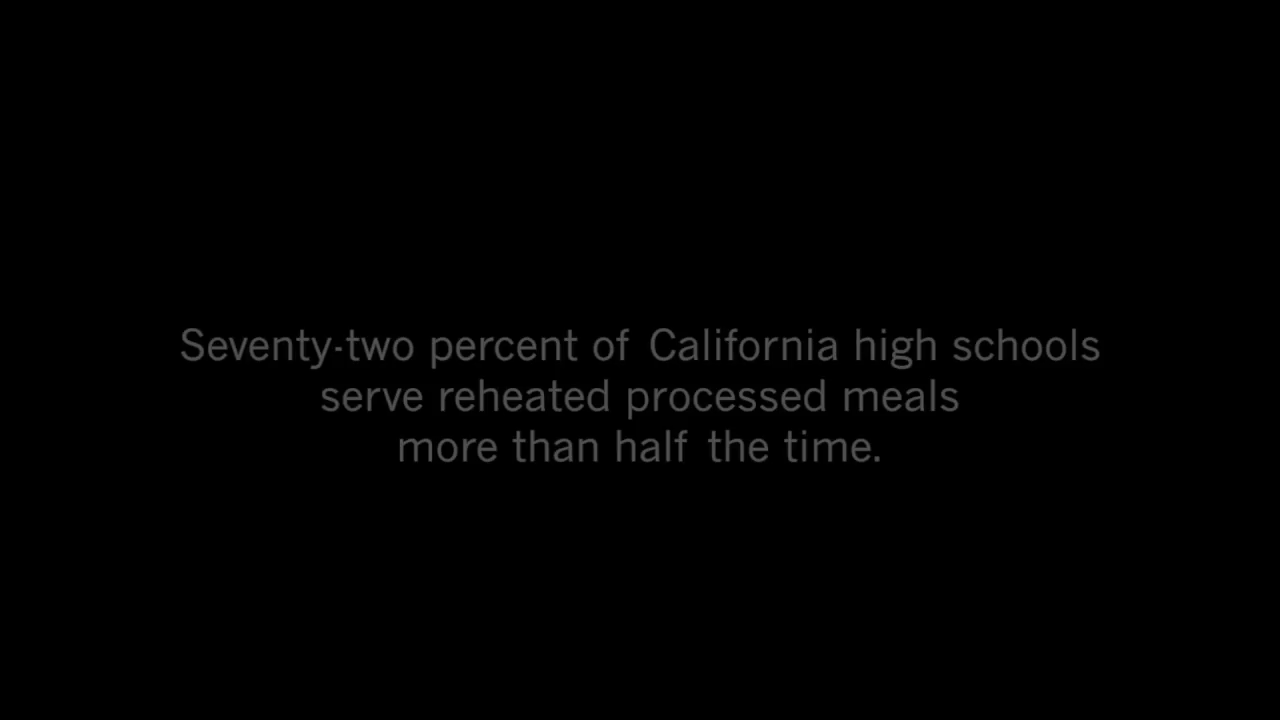 Seventy-two percent of California high schools
serve reheated processed meals
more than half the time.